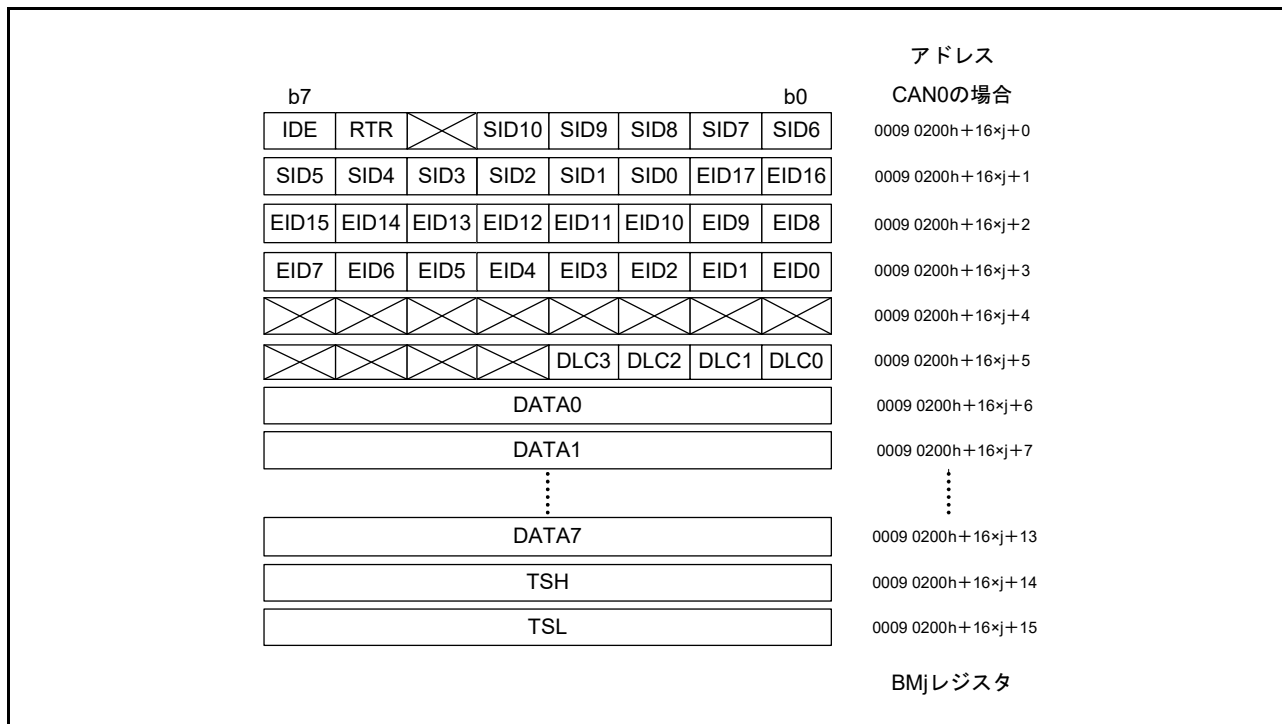 アドレス
b7 b0 CAN0の場合
IDE RTR SID10 SID9 SID8 SID7 SID6 0009 0200h＋16×j＋0
SID5 SID4 SID3 SID2 SID1 SID0 EID17 EID16 0009 0200h＋16×j＋1
EID15 EID14 EID13 EID12 EID11 EID10 EID9 EID8 0009 0200h＋16×j＋2
EID7 EID6 EID5 EID4 EID3 EID2 EID1 EID0 0009 0200h＋16×j＋3
0009 0200h＋16×j＋4
DLC3 DLC2 DLC1 DLC0 0009 0200h＋16×j＋5
DATA0 0009 0200h＋16×j＋6
DATA1 0009 0200h＋16×j＋7
DATA7 0009 0200h＋16×j＋13
TSH 0009 0200h＋16×j＋14
TSL 0009 0200h＋16×j＋15
BMjレジスタ